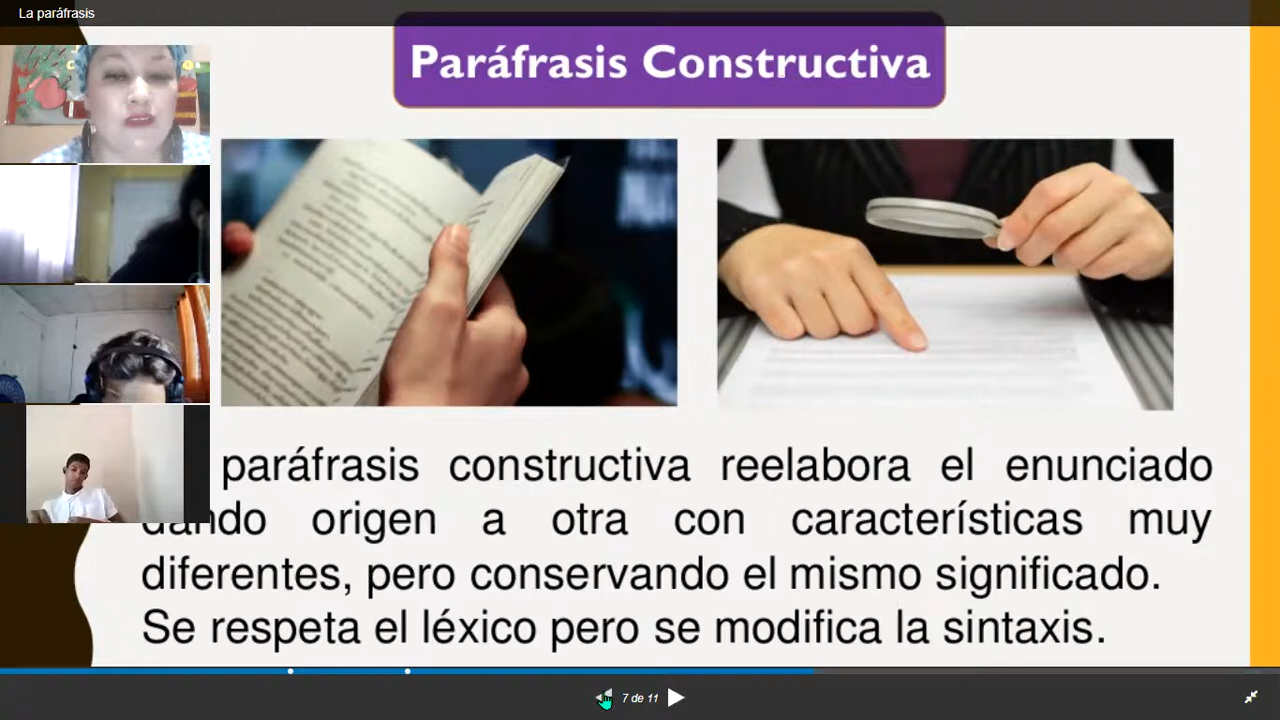 La paráfrasis
Paráfrasis Constructiva
paráfrasis constructiva reelabora el enunciado
dando origen a otra con características muy
diferentes, pero conservando el mismo significado.
Se respeta el léxico pero se modifica la sintaxis.
7 de 11